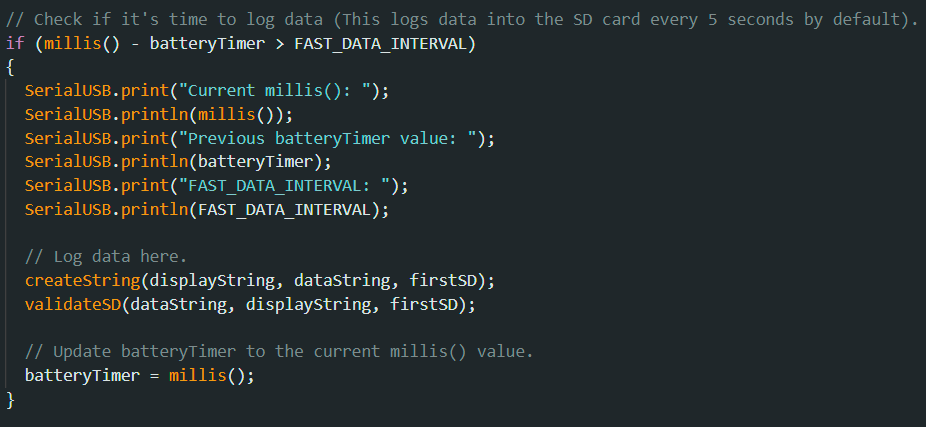 // Check if it's time to log data (This logs data into the SD card every 5 seconds by default).
if (millis() - batteryTimer > FAST_DATA_INTERVAL)
{
  SerialUSB.print("Current millis(): ");
  SerialUSB.println(millis());
  SerialUSB.print("Previous batteryTimer value: ");
  SerialUSB.println(batteryTimer);
  SerialUSB.print("FAST_DATA_INTERVAL: ");
  SerialUSB.println(FAST_DATA_INTERVAL);

  // Log data here.
  createString(displayString, dataString, firstSD);
  validateSD(dataString, displayString, firstSD);

  // Update batteryTimer to the current millis() value.
  batteryTimer = millis();
}